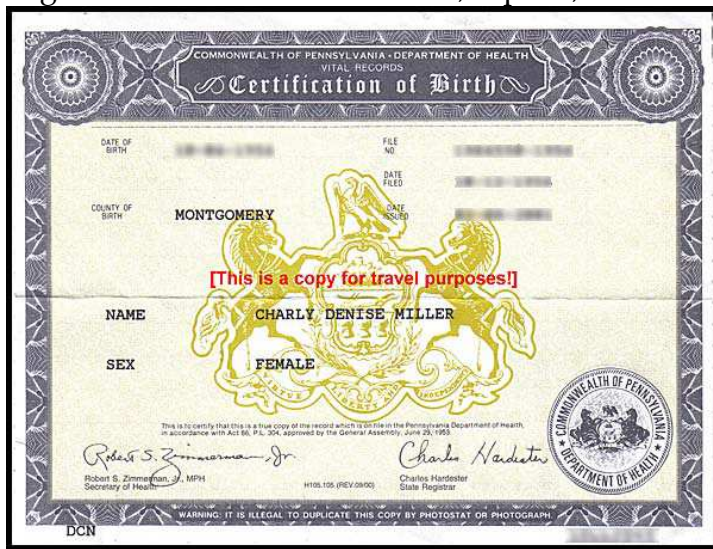 COMMONWEALTH OF PENNSYLVANIA • DEPARTMENT OF HEALTH
VITAL RECORDS
Certification of Birth
DATE OF BIRTH
FILE NO
DATE FILED
COUNTY OF BIRTH
MONTGOMERY
DATE ISSUED
[This is a copy for travel purposes!]
NAME
CHARLY DENISE MILLER
SEX
FEMALE
VIRTUE LIBERTY AND INDEPENDENCE
This is to certify that this is a true copy of the record which is on file in the Pennsylvania Department of Health,
in accordance with Act 66, P.L. 304, approved by the General Assembly, June 29, 1953.
Robert S. Zimmerman, Jr.
Charles Hardester
Robert S. Zimmerman, Jr., MPH
Secretary of Health
H105.105 (REV.09/00)
Charles Hardester
State Registrar
COMMONWEALTH OF PENNSYLVANIA
DEPARTMENT OF HEALTH
WARNING: IT IS ILLEGAL TO DUPLICATE THIS COPY BY PHOTOSTAT OR PHOTOGRAPH.
DCN